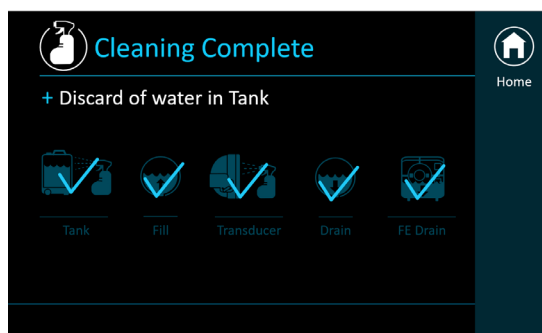 Cleaning Complete
Home
+ Discard of water in Tank
Tank
Fill
Transducer
Drain
FE Drain